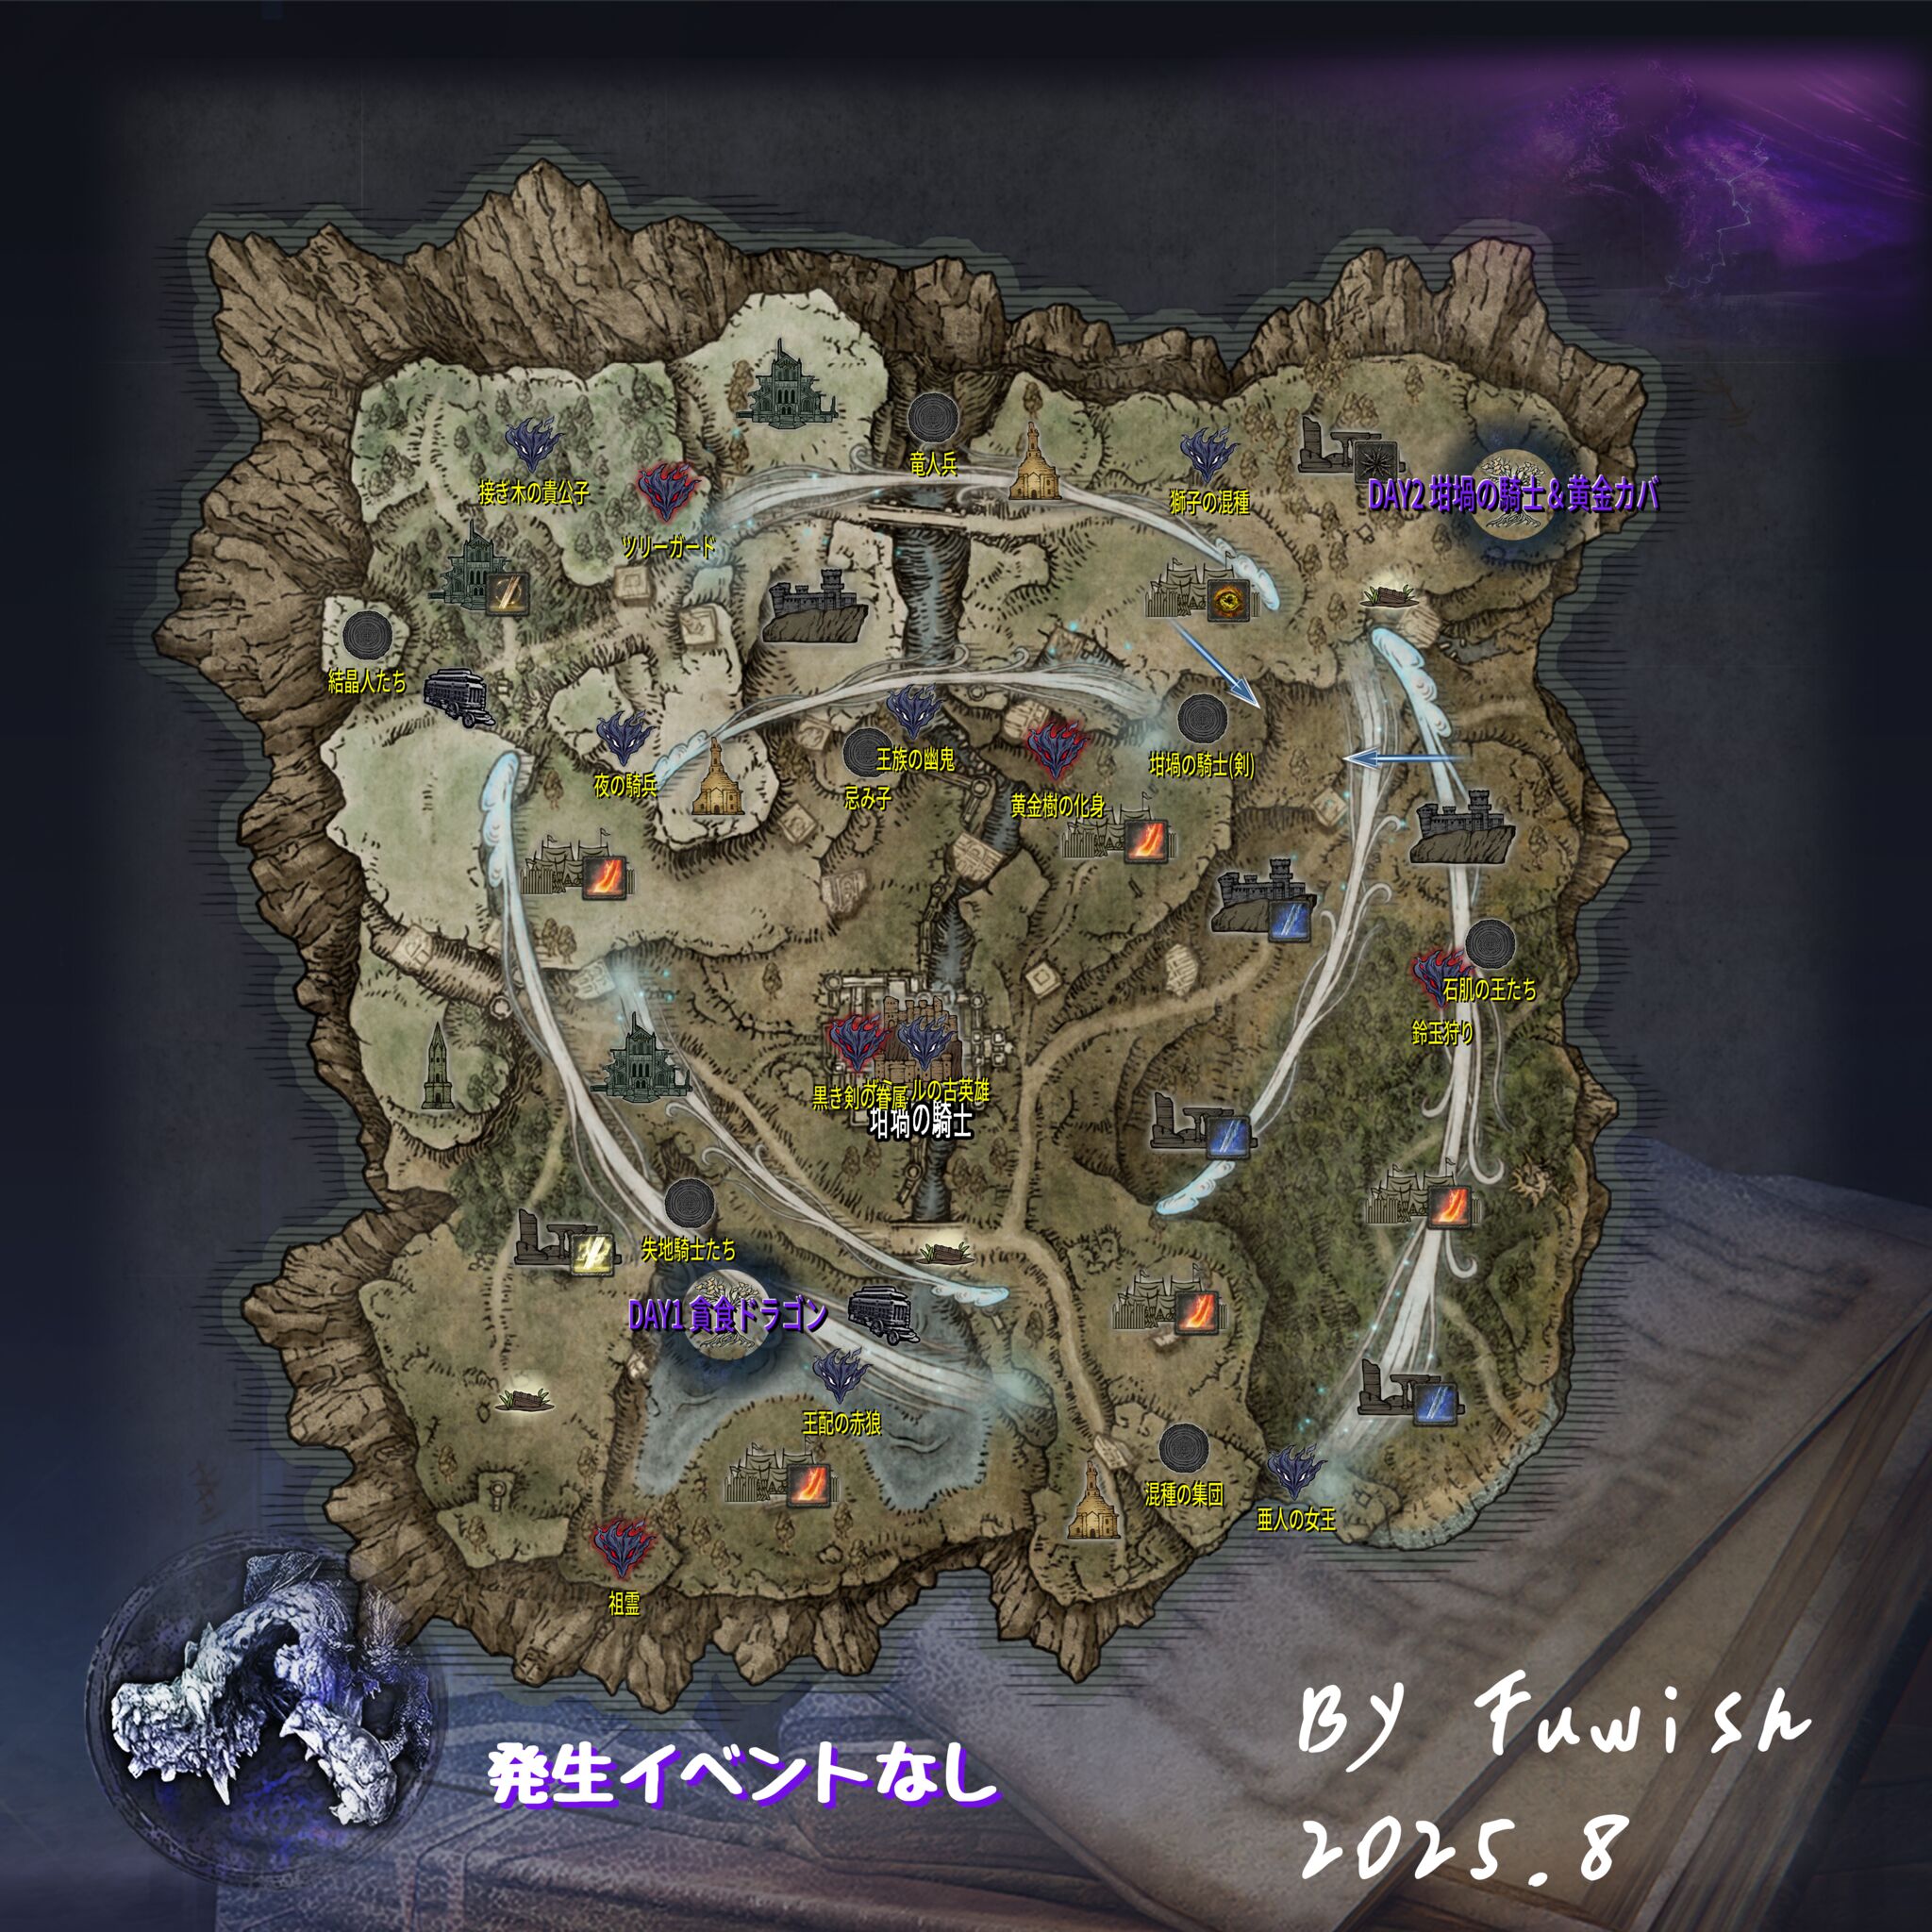 竜人兵
接ぎ木の貴公子
獅子の混種
DAY2 坩堝の騎士&黄金カバ
ツリーガード
結晶人たち
王族の幽鬼
坩堝の騎士(剣)
夜の騎兵
忌み子
黄金樹の化身
石肌の王たち
鈴玉狩り
黒き剣の眷属
ルの古英雄
坩堝の騎士
失地騎士たち
DAY1 貪食ドラゴン
王配の赤狼
混種の集団
亜人の女王
祖霊
発生イベントなし
BY Fuwish
2025.8